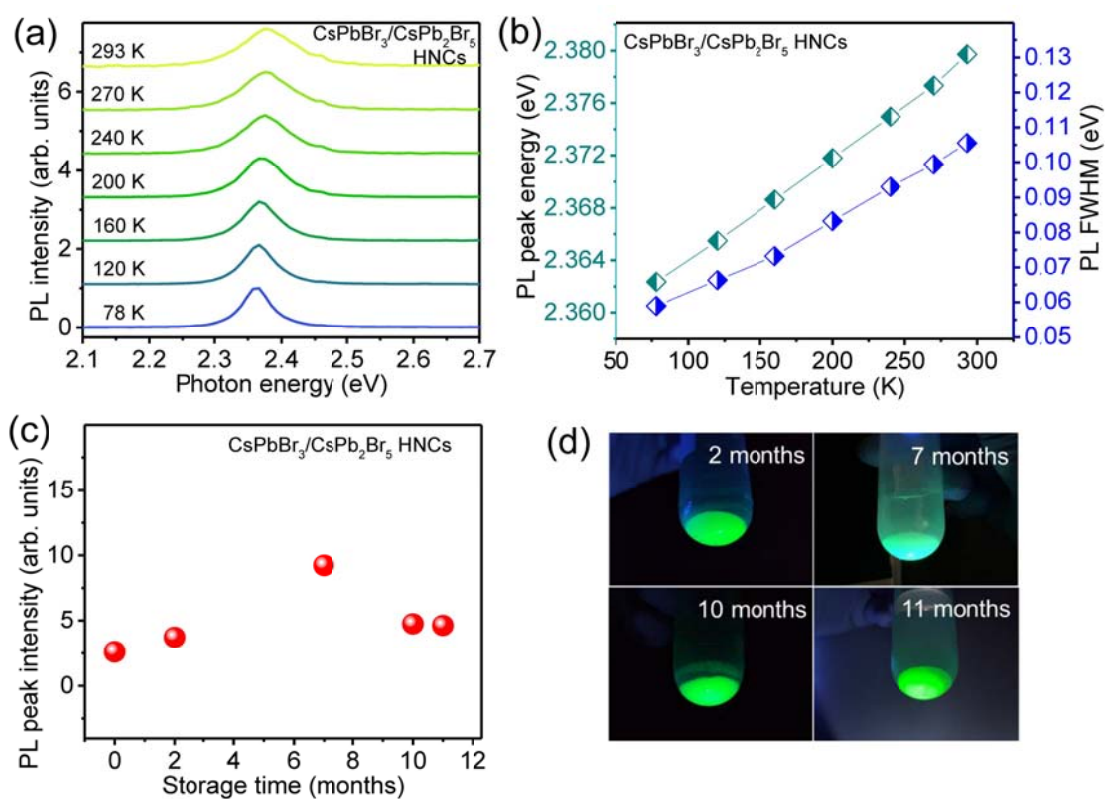 (a)
CsPbBr₃/CsPb₂Br₅
HNCs
293 K
270 K
240 K
200 K
160 K
120 K
78 K
6
4
2
0
PL intensity (arb. units)
2.1 2.2 2.3 2.4 2.5 2.6 2.7
Photon energy (eV)
(b)
CsPbBr₃/CsPb₂Br₅ HNCs
2.380
2.376
2.372
2.368
2.364
2.360
PL peak energy (eV)
0.13
0.12
0.11
0.10
0.09
0.08
0.07
0.06
0.05
PL FWHM (eV)
50 100 150 200 250 300
Temperature (K)
(c)
CsPbBr₃/CsPb₂Br₅ HNCs
15
10
5
0
PL peak intensity (arb. units)
0 2 4 6 8 10 12
Storage time (months)
(d)
2 months
7 months
10 months
11 months